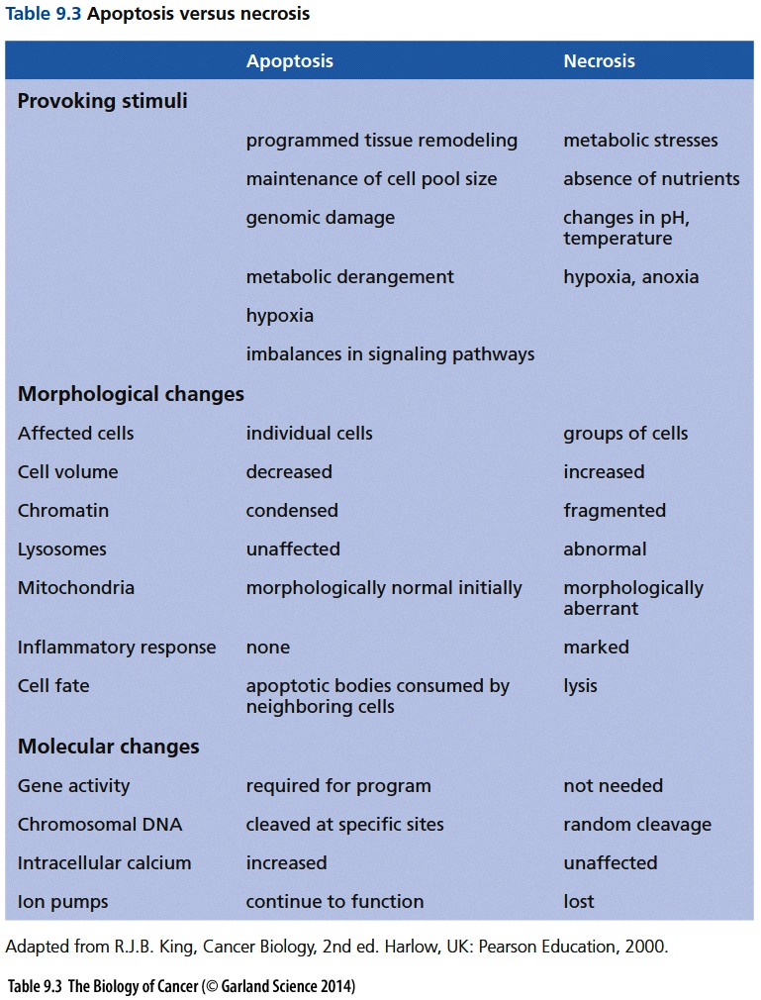 Table 9.3 Apoptosis versus necrosis
Apoptosis Necrosis
Provoking stimuli
programmed tissue remodeling metabolic stresses
maintenance of cell pool size absence of nutrients
genomic damage changes in pH,
temperature
metabolic derangement hypoxia, anoxia
hypoxia
imbalances in signaling pathways
Morphological changes
Affected cells individual cells groups of cells
Cell volume decreased increased
Chromatin condensed fragmented
Lysosomes unaffected abnormal
Mitochondria morphologically normal initially morphologically
aberrant
Inflammatory response none marked
Cell fate apoptotic bodies consumed by lysis
neighboring cells
Molecular changes
Gene activity required for program not needed
Chromosomal DNA cleaved at specific sites random cleavage
Intracellular calcium increased unaffected
Ion pumps continue to function lost
Adapted from R.J.B. King, Cancer Biology, 2nd ed. Harlow, UK: Pearson Education, 2000.
Table 9.3 The Biology of Cancer (© Garland Science 2014)